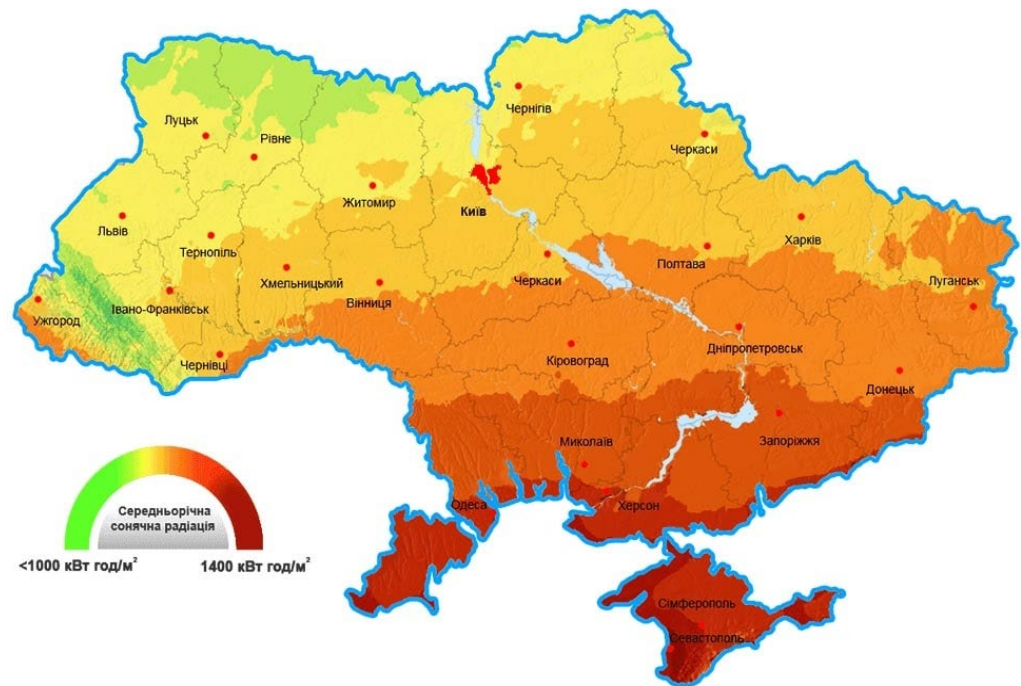 Чернігів
Луцьк
Рівне
Черкаси
Житомир
Київ
Львів
Тернопіль
Харків
Полтава
Хмельницький
Черкаси
Вінниця
Луганськ
Івано-Франківськ
Ужгород
Дніпропетровськ
Чернівці
Кіровоград
Донецьк
Миколаїв
Запоріжжя
Одеса
Херсон
Середньорічна
сонячна радіація
<1000 кВт год/м²
1400 кВт год/м²
Сімферополь
Севастополь